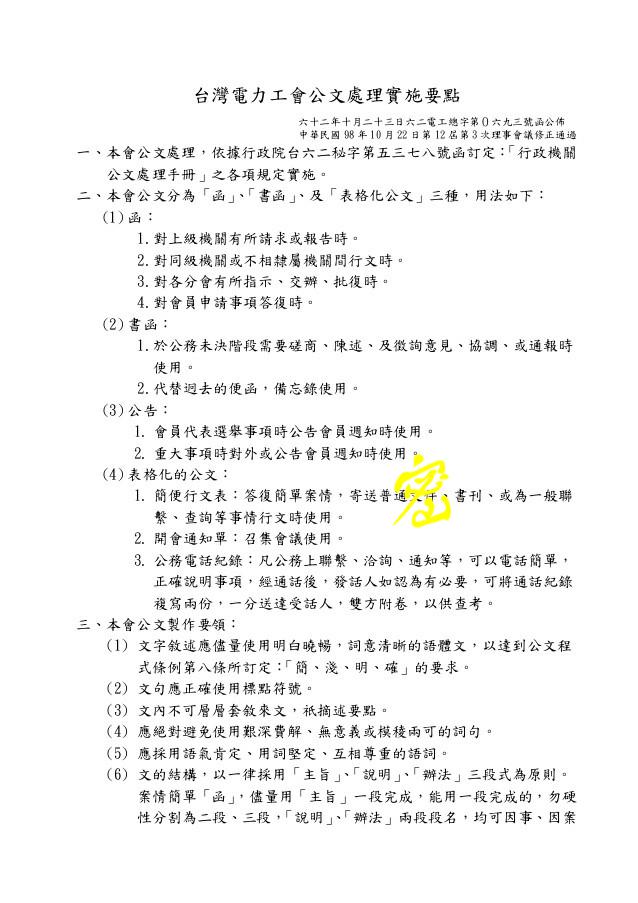 台灣電力工會公文處理實施要點
六十二年十月二十三日六二電工總字第０六九三號函公佈
中華民國98年10月22日第12屆第3次理事會議修正通過
一、本會公文處理，依據行政院台六二秘字第五三七八號函訂定：「行政機關
公文處理手冊」之各項規定實施。
二、本會公文分為「函」、「書函」、及「表格化公文」三種，用法如下：
(1)函：
1.對上級機關有所請求或報告時。
2.對同級機關或不相隸屬機關間行文時。
3.對各分會有所指示、交辦、批復時。
4.對會員申請事項答復時。
(2)書函：
1.於公務未決階段需要磋商、陳述、及徵詢意見、協調、或通報時
使用。
2.代替迥去的便函，備忘錄使用。
(3)公告：
1. 會員代表選舉事項時公告會員週知時使用。
2. 重大事項時對外或公告會員週知時使用。
(4)表格化的公文：
1. 簡便行文表：答復簡單案情，寄送普通文件、書刊、或為一般聯
繫、查詢等事情行文時使用。
2. 開會通知單：召集會議使用。
3. 公務電話紀錄：凡公務上聯繫、洽詢、通知等，可以電話簡單，
正確說明事項，經通話後，發話人如認為有必要，可將通話紀錄
複寫兩份，一分送達受話人，雙方附卷，以供查考。
三、本會公文製作要領：
(1) 文字敘述應儘量使用明白曉暢，詞意清晰的語體文，以達到公文程
式條例第八條所訂定：「簡、淺、明、確」的要求。
(2) 文句應正確使用標點符號。
(3) 文內不可層層套敘來文，祇摘述要點。
(4) 應絕對避免使用艱深費解、無意義或模稜兩可的詞句。
(5) 應採用語氣肯定、用詞堅定、互相尊重的語詞。
(6) 文的結構，以一律採用「主旨」、「說明」、「辦法」三段式為原則。
案情簡單「函」，儘量用「主旨」一段完成，能用一段完成的，勿硬
性分割為二段、三段，「說明」、「辦法」兩段段名，均可因事、因案